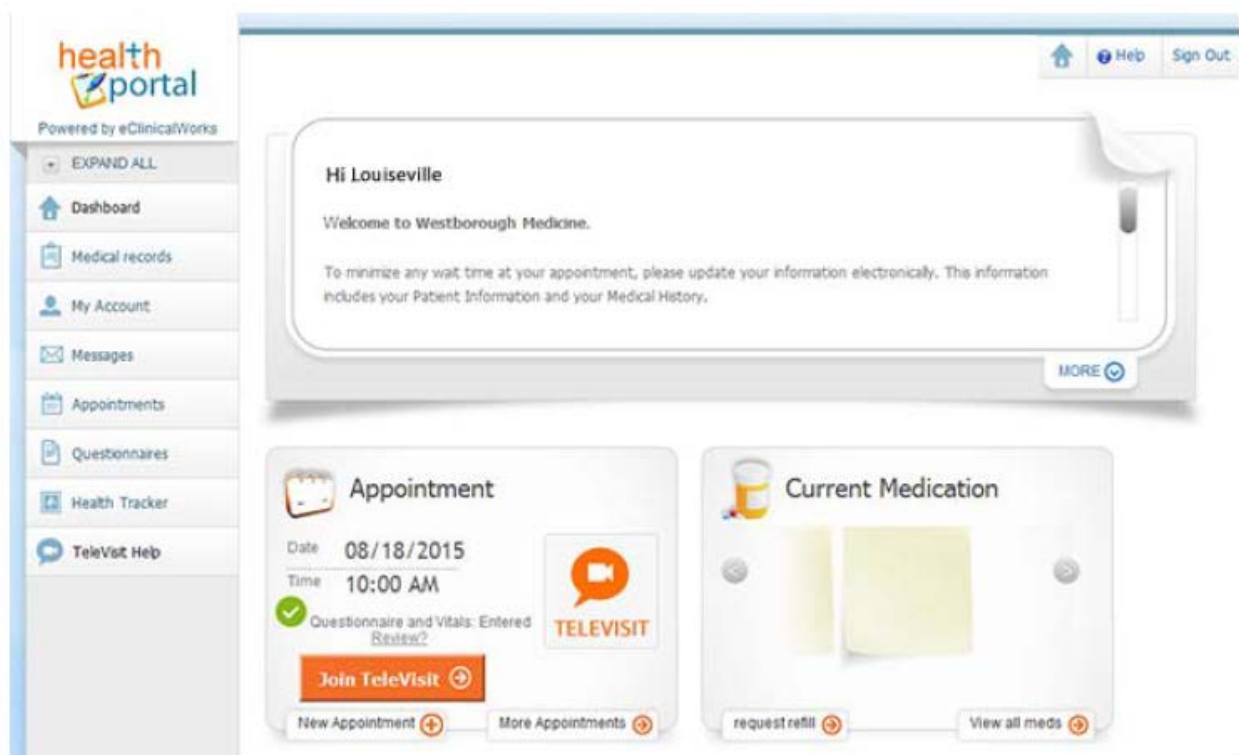 health
portal
Powered by eClinicalWorks
Help
Sign Out
EXPAND ALL
Dashboard
Medical records
My Account
Messages
Appointments
Questionnaires
Health Tracker
TeleVisit Help
Hi Louiseville
Welcome to Westborough Medicine.
To minimize any wait time at your appointment, please update your information electronically. This information
includes your Patient Information and your Medical History.
MORE
Appointment
Date 08/18/2015
Time 10:00 AM
Questionnaire and Vitals: Entered
Review?
TELEVISIT
Join TeleVisit
New Appointment
More Appointments
Current Medication
request refill
View all meds